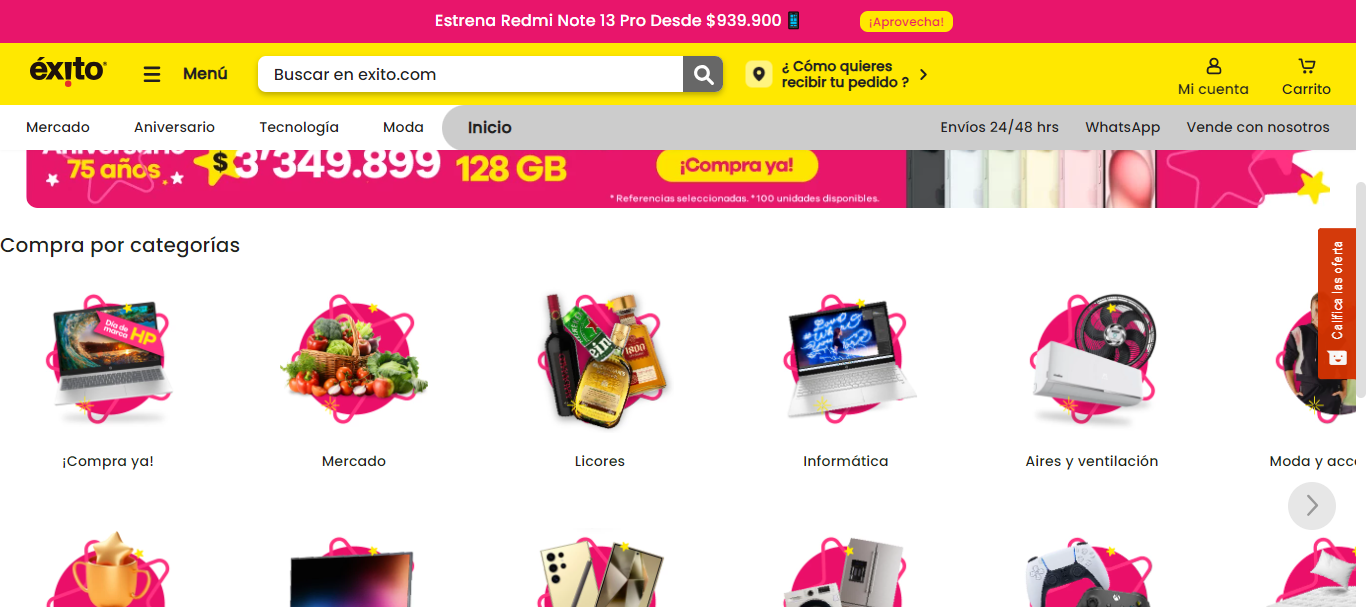 Estrena Redmi Note 13 Pro Desde $939.900
¡Aprovecha!
éxito
Menú
Buscar en exito.com
¿ Cómo quieres
recibir tu pedido ?
Mi cuenta
Carrito
Mercado
Aniversario
Tecnología
Moda
Inicio
Envíos 24/48 hrs
WhatsApp
Vende con nosotros
Aniversario
75 años.
$3'349.899
128 GB
¡Compra ya!
* Referencias seleccionadas. *100 unidades disponibles.
Compra por categorías
Califica las oferta
Día de
marca HP
¡Compra ya!
Mercado
Licores
Informática
Aires y ventilación
Moda y acce